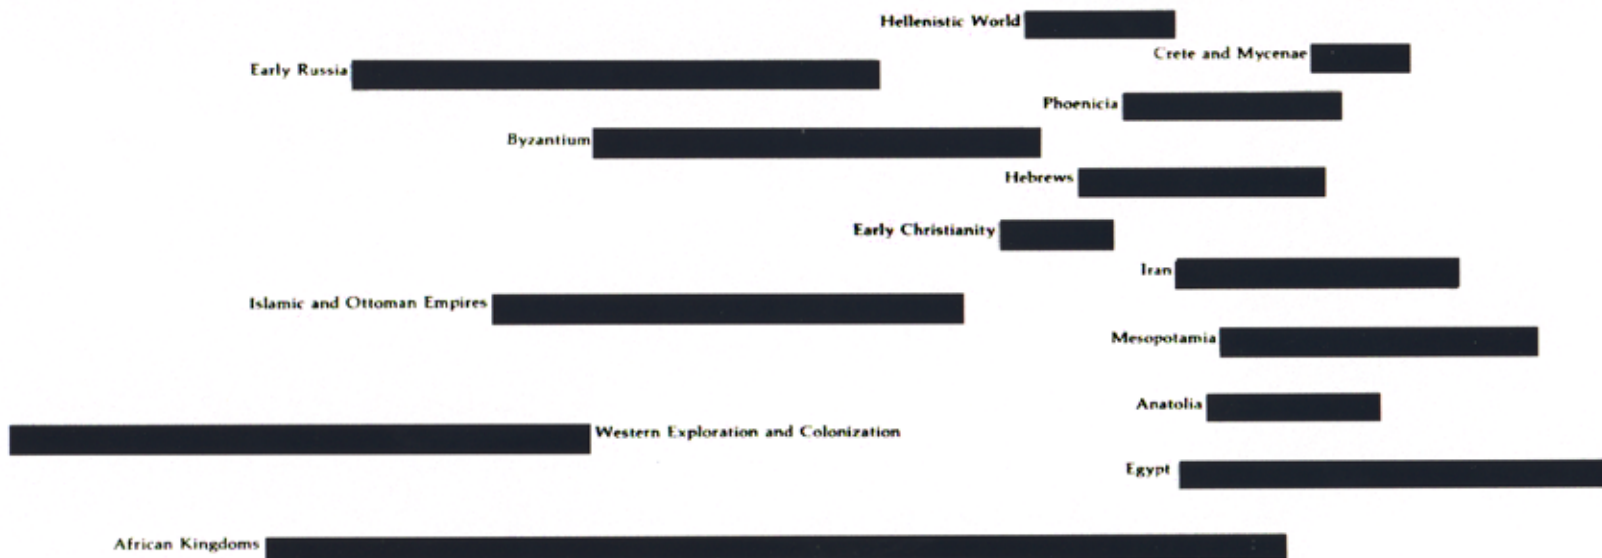 Hellenistic World
Crete and Mycenae
Early Russia
Phoenicia
Byzantium
Hebrews
Early Christianity
Iran
Islamic and Ottoman Empires
Mesopotamia
Anatolia
Western Exploration and Colonization
Egypt
African Kingdoms